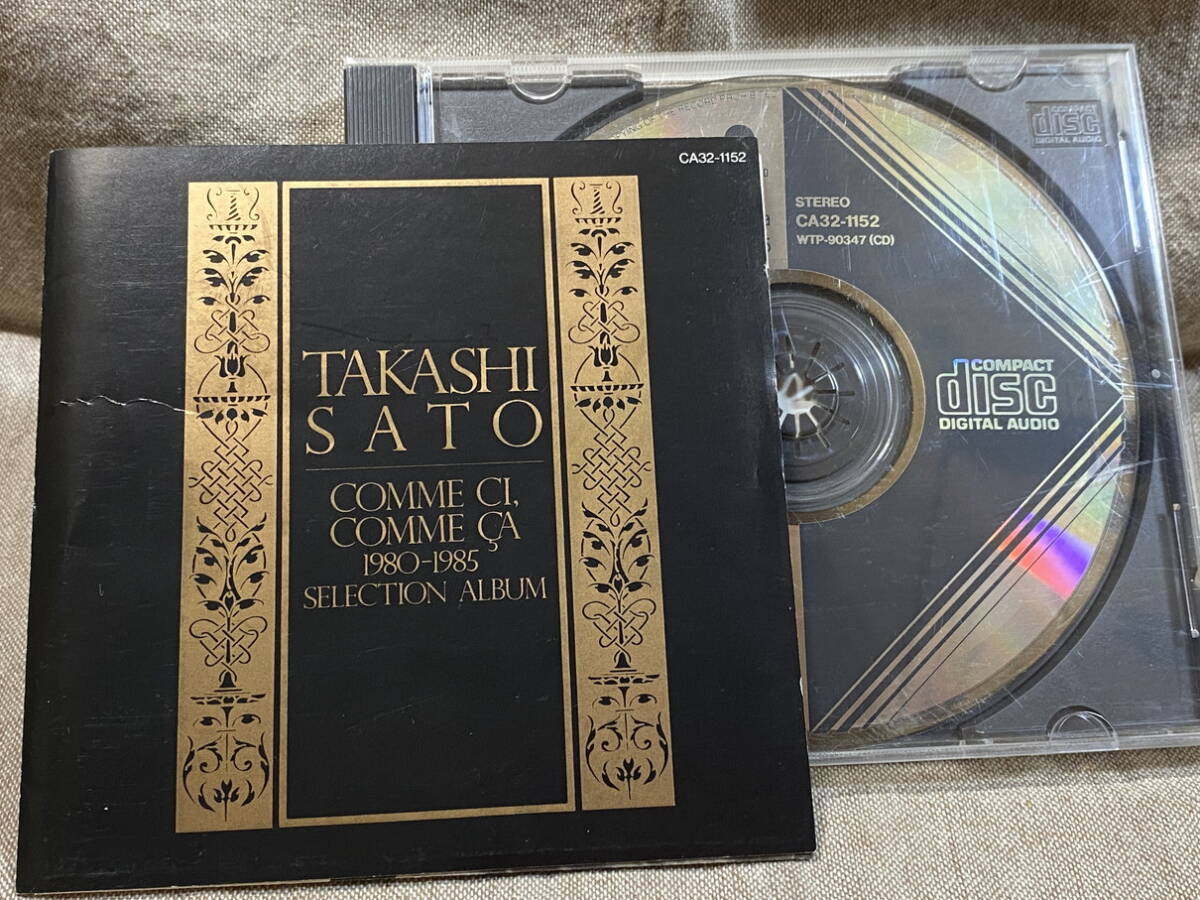 CA32-1152
TAKASHI
SATO
COMME CI,
COMME ÇA
1980-1985
SELECTION ALBUM
STEREO
CA32-1152
WTP-90347 (CD)
COMPACT
disc
DIGITAL AUDIO
COMPACT
disc
DIGITAL AUDIO